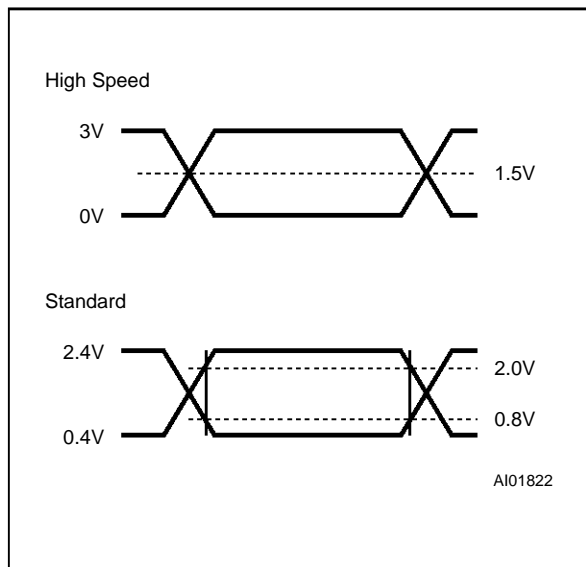 High Speed
3V
1.5V
0V
Standard
2.4V
2.0V
0.8V
0.4V
AI01822